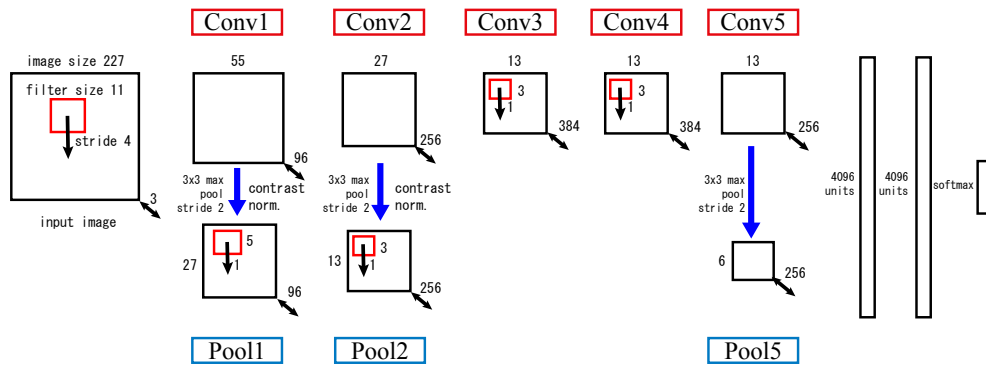 Conv1
Conv2
Conv3
Conv4
Conv5
image size 227
filter size 11
stride 4
3
input image
55
96
3x3 max
pool
stride 2
contrast
norm.
5
1
27
96
27
256
3x3 max
pool
stride 2
contrast
norm.
3
1
13
256
13
3
1
384
13
3
1
384
13
256
3x3 max
pool
stride 2
6
256
4096
units
4096
units
softmax
Pool1
Pool2
Pool5